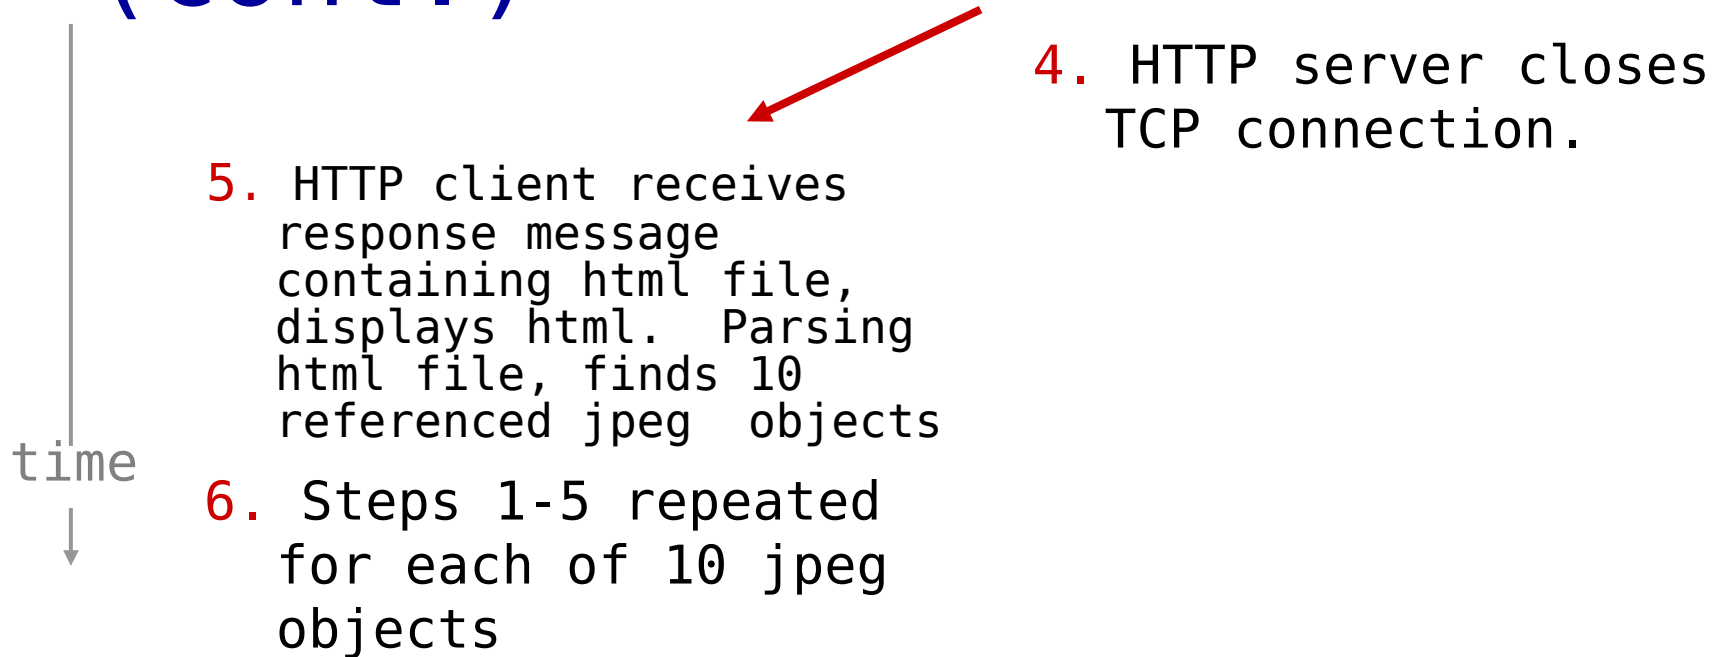 (cont.)
4. HTTP server closes
TCP connection.
5. HTTP client receives
response message
containing html file,
displays html.  Parsing
html file, finds 10
referenced jpeg  objects
time
6. Steps 1-5 repeated
for each of 10 jpeg
objects